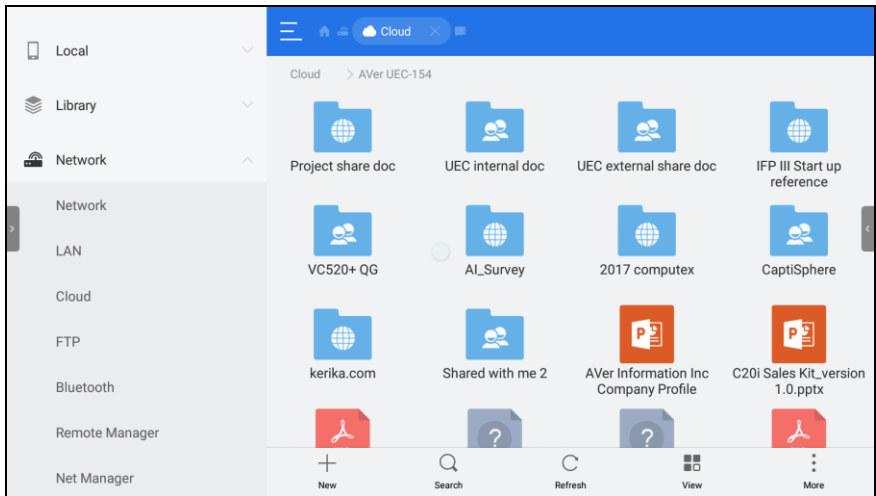 Cloud
Local
Library
Network
Network
LAN
Cloud
FTP
Bluetooth
Remote Manager
Net Manager
Cloud > AVer UEC-154
Project share doc
UEC internal doc
UEC external share doc
IFP III Start up
reference
VC520+ QG
AI_Survey
2017 computex
CaptiSphere
kerika.com
Shared with me 2
AVer Information Inc
Company Profile
C20i Sales Kit_version
1.0.pptx
New
Search
Refresh
View
More